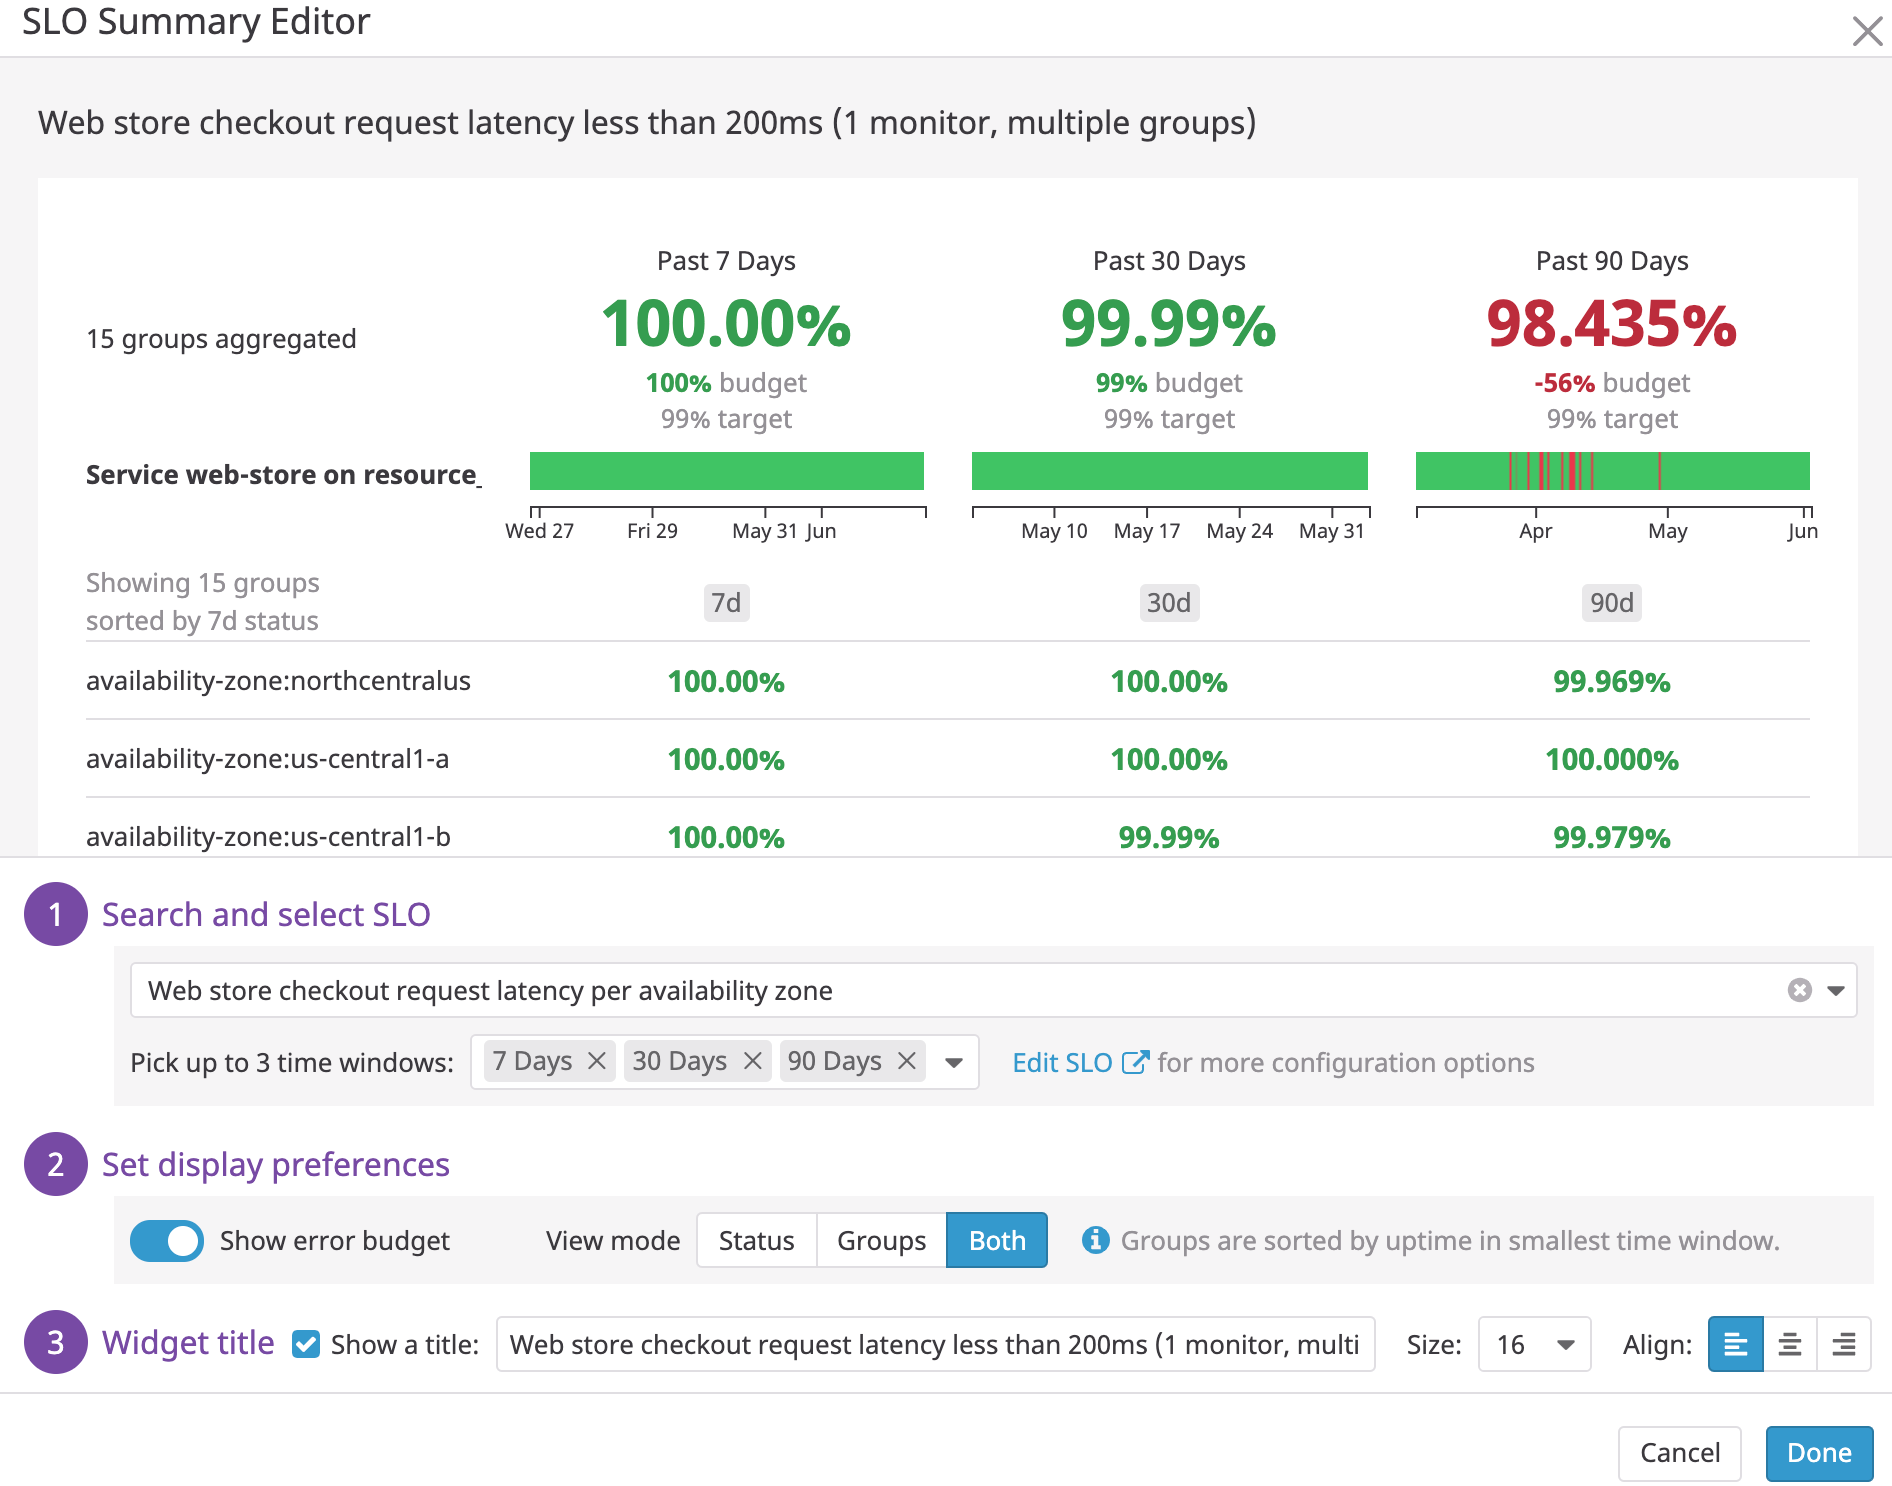 SLO Summary Editor
Web store checkout request latency less than 200ms (1 monitor, multiple groups)
Past 7 Days Past 30 Days Past 90 Days
15 groups aggregated 100.00% 99.99% 98.435%
100% budget 99% budget -56% budget
99% target 99% target 99% target
Service web-store on resource_
Wed 27 Fri 29 May 31 Jun May 10 May 17 May 24 May 31 Apr May Jun
Showing 15 groups
sorted by 7d status 7d 30d 90d
availability-zone:northcentralus 100.00% 100.00% 99.969%
availability-zone:us-central1-a 100.00% 100.00% 100.000%
availability-zone:us-central1-b 100.00% 99.99% 99.979%
1 Search and select SLO
Web store checkout request latency per availability zone
Pick up to 3 time windows: 7 Days 30 Days 90 Days Edit SLO for more configuration options
2 Set display preferences
Show error budget View mode Status Groups Both Groups are sorted by uptime in smallest time window.
3 Widget title Show a title: Web store checkout request latency less than 200ms (1 monitor, multi Size: 16 Align:
Cancel Done